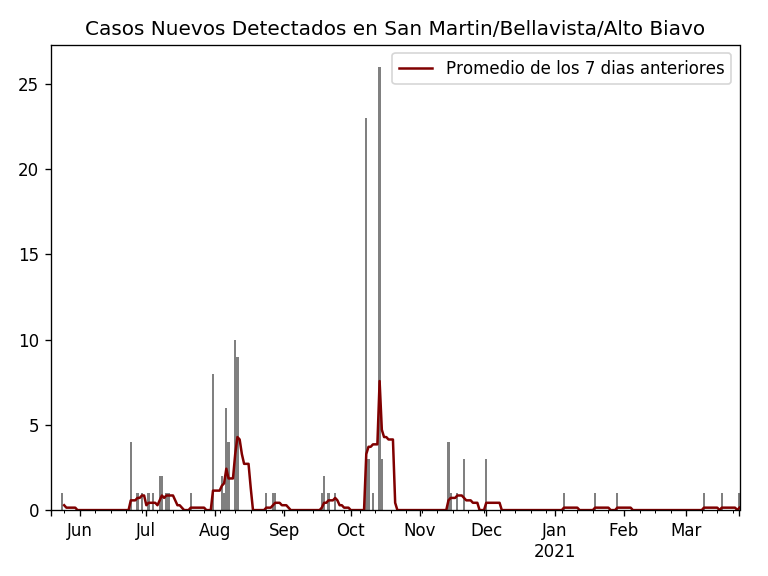 Casos Nuevos Detectados en San Martin/Bellavista/Alto Biavo
Promedio de los 7 dias anteriores
25
20
15
10
5
0
Jun Jul Aug Sep Oct Nov Dec Jan Feb Mar
2021